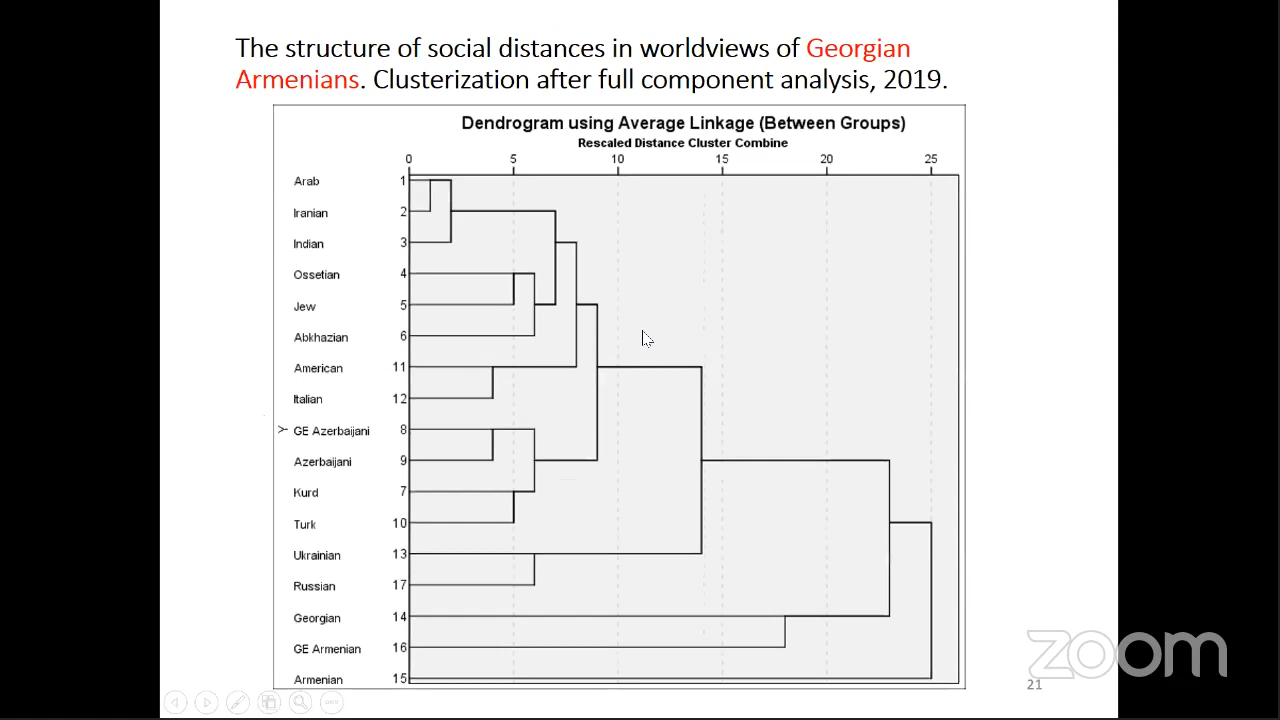 The structure of social distances in worldviews of Georgian
Armenians. Clusterization after full component analysis, 2019.
Dendrogram using Average Linkage (Between Groups)
Rescaled Distance Cluster Combine
0 5 10 15 20 25
Arab 1
Iranian 2
Indian 3
Ossetian 4
Jew 5
Abkhazian 6
American 11
Italian 12
Y GE Azerbaijani 8
Azerbaijani 9
Kurd 7
Turk 10
Ukrainian 13
Russian 17
Georgian 14
GE Armenian 16
Armenian 15
zoom
21